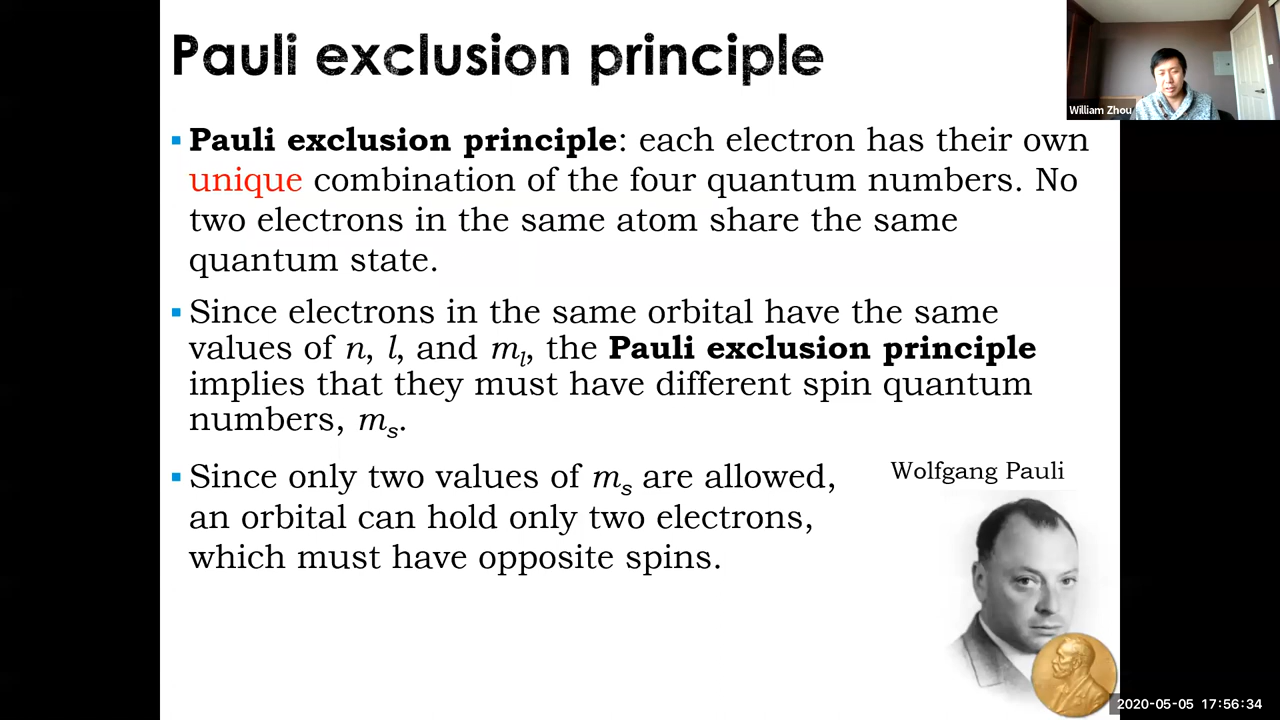 Pauli exclusion principle
William Zhou
▪ Pauli exclusion principle: each electron has their own
unique combination of the four quantum numbers. No
two electrons in the same atom share the same
quantum state.
▪ Since electrons in the same orbital have the same
values of n, l, and mₗ, the Pauli exclusion principle
implies that they must have different spin quantum
numbers, mₛ.
▪ Since only two values of mₛ are allowed,
an orbital can hold only two electrons,
which must have opposite spins.
Wolfgang Pauli
2020-05-05 17:56:34